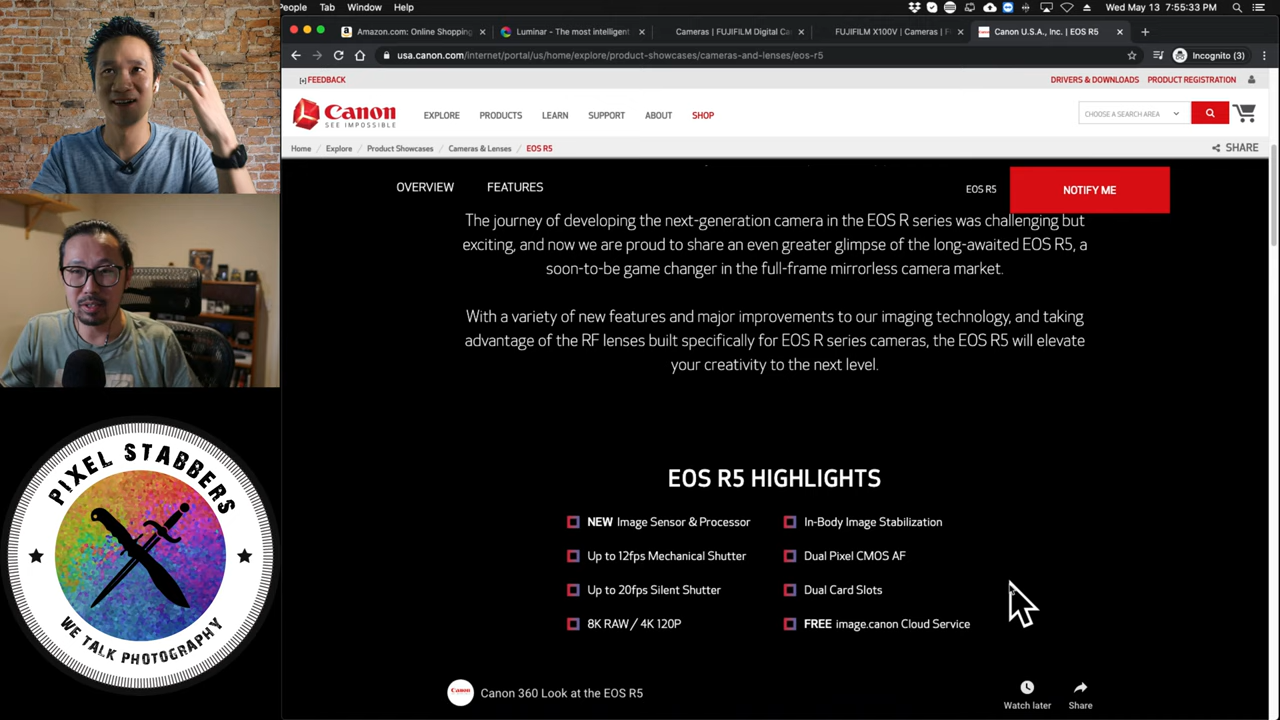 People Tab Window Help
Wed May 13 7:55:33 PM
Amazon.com: Online Shopping
Luminar - The most intelligent
Cameras | FUJIFILM Digital Ca
FUJIFILM X100V | Cameras | F
Canon U.S.A., Inc. | EOS R5
usa.canon.com/internet/portal/us/home/explore/product-showcases/cameras-and-lenses/eos-r5
Incognito (3)
[+] FEEDBACK
DRIVERS & DOWNLOADS PRODUCT REGISTRATION
Canon
SEE IMPOSSIBLE
EXPLORE PRODUCTS LEARN SUPPORT ABOUT SHOP
CHOOSE A SEARCH AREA
Home / Explore / Product Showcases / Cameras & Lenses / EOS R5
SHARE
OVERVIEW FEATURES
EOS R5
NOTIFY ME
The journey of developing the next-generation camera in the EOS R series was challenging but
exciting, and now we are proud to share an even greater glimpse of the long-awaited EOS R5, a
soon-to-be game changer in the full-frame mirrorless camera market.
With a variety of new features and major improvements to our imaging technology, and taking
advantage of the RF lenses built specifically for EOS R series cameras, the EOS R5 will elevate
your creativity to the next level.
EOS R5 HIGHLIGHTS
NEW Image Sensor & Processor
In-Body Image Stabilization
Up to 12fps Mechanical Shutter
Dual Pixel CMOS AF
Up to 20fps Silent Shutter
Dual Card Slots
8K RAW / 4K 120P
FREE image.canon Cloud Service
Canon
Canon 360 Look at the EOS R5
Watch later
Share
PIXEL STABBERS
WE TALK PHOTOGRAPHY